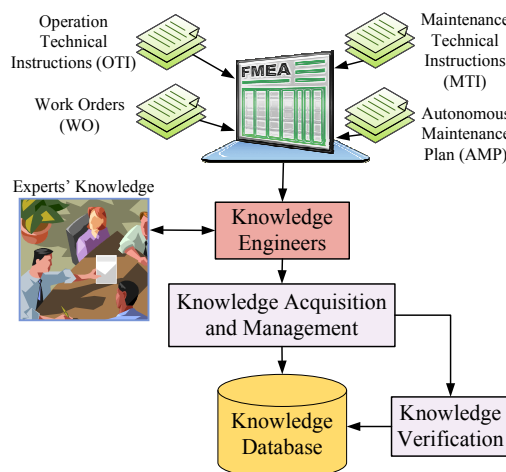 Operation
Technical
Instructions (OTI)
Maintenance
Technical
Instructions
(MTI)
FMEA
Work Orders
(WO)
Autonomous
Maintenance
Plan (AMP)
Experts' Knowledge
Knowledge
Engineers
Knowledge Acquisition
and Management
Knowledge
Database
Knowledge
Verification